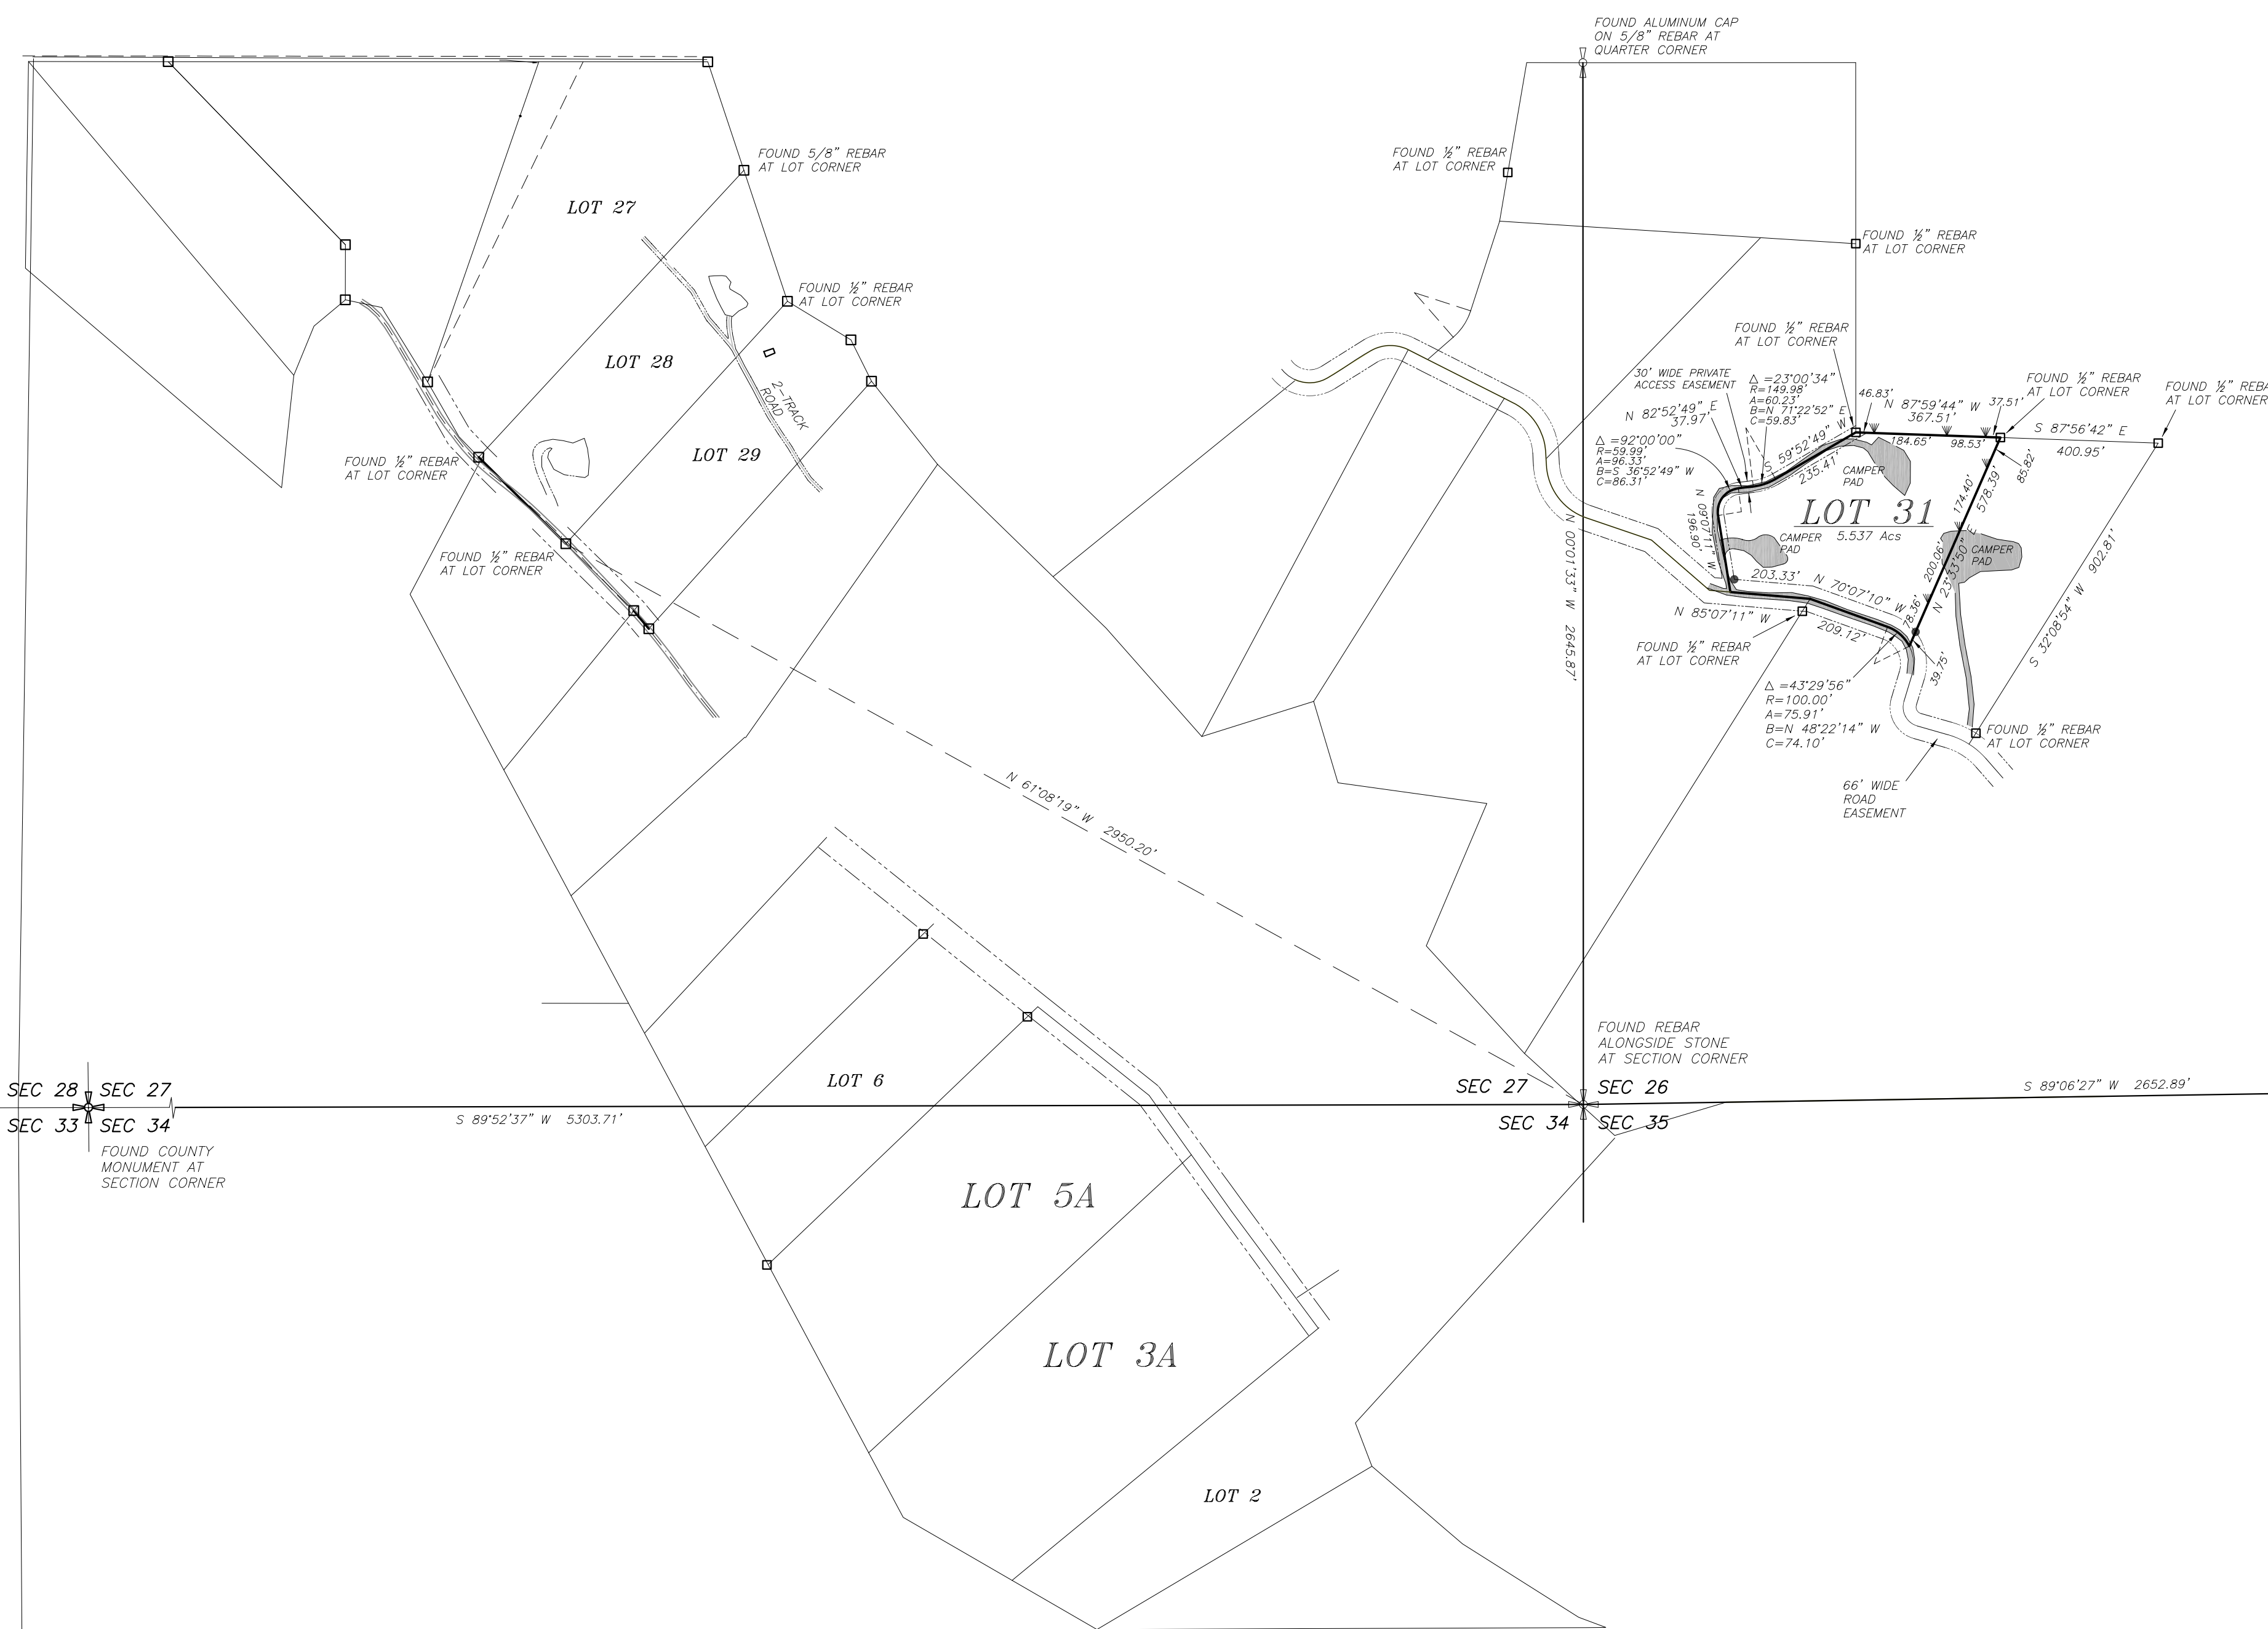 FOUND ALUMINUM CAP
ON 5/8" REBAR AT
QUARTER CORNER
FOUND 5/8" REBAR
AT LOT CORNER
FOUND ½" REBAR
AT LOT CORNER
LOT 27
FOUND ½" REBAR
AT LOT CORNER
FOUND ½" REBAR
AT LOT CORNER
LOT 28
2-TRACK
ROAD
LOT 29
FOUND ½" REBAR
AT LOT CORNER
FOUND ½" REBAR
AT LOT CORNER
FOUND ½" REBAR
AT LOT CORNER
30' WIDE PRIVATE
ACCESS EASEMENT
Δ =23°00'34"
R=149.98'
A=60.23'
B=N 71°22'52" E
C=59.83'
N 82°52'49" E
37.97'
Δ =92°00'00"
R=59.99'
A=96.33'
B=S 36°52'49" W
C=86.31'
46.83'
N 87°59'44" W
367.51'
37.51'
184.65'
98.53'
FOUND ½" REBAR
AT LOT CORNER
FOUND ½" REBA
AT LOT CORNER
S 87°56'42" E
400.95'
S 59°52'49" W
235.41'
CAMPER
PAD
85.82'
174.40'
578.39'
LOT 31
5.537 Acs
N 09°07'11" W
196.90'
CAMPER
PAD
CAMPER
PAD
200.06'
N 23°33'50" E
78.36'
203.33'
N 70°07'10" W
N 85°07'11" W
209.12'
FOUND ½" REBAR
AT LOT CORNER
39.75'
S 32°08'54" W 902.81'
N 00°01'33" W 2645.87'
Δ =43°29'56"
R=100.00'
A=75.91'
B=N 48°22'14" W
C=74.10'
FOUND ½" REBAR
AT LOT CORNER
66' WIDE
ROAD
EASEMENT
N 61°08'19" W 2950.20'
FOUND REBAR
ALONGSIDE STONE
AT SECTION CORNER
SEC 28 SEC 27
SEC 33 SEC 34
FOUND COUNTY
MONUMENT AT
SECTION CORNER
S 89°52'37" W 5303.71'
LOT 6
SEC 27 SEC 26
SEC 34 SEC 35
S 89°06'27" W 2652.89'
LOT 5A
LOT 3A
LOT 2